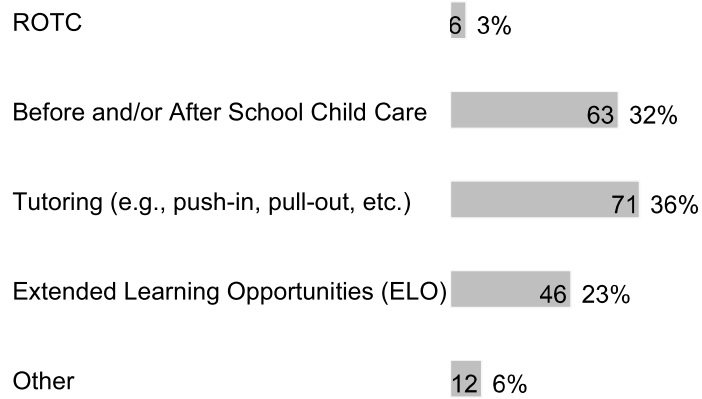 ROTC 6 3%
Before and/or After School Child Care 63 32%
Tutoring (e.g., push-in, pull-out, etc.) 71 36%
Extended Learning Opportunities (ELO) 46 23%
Other 12 6%